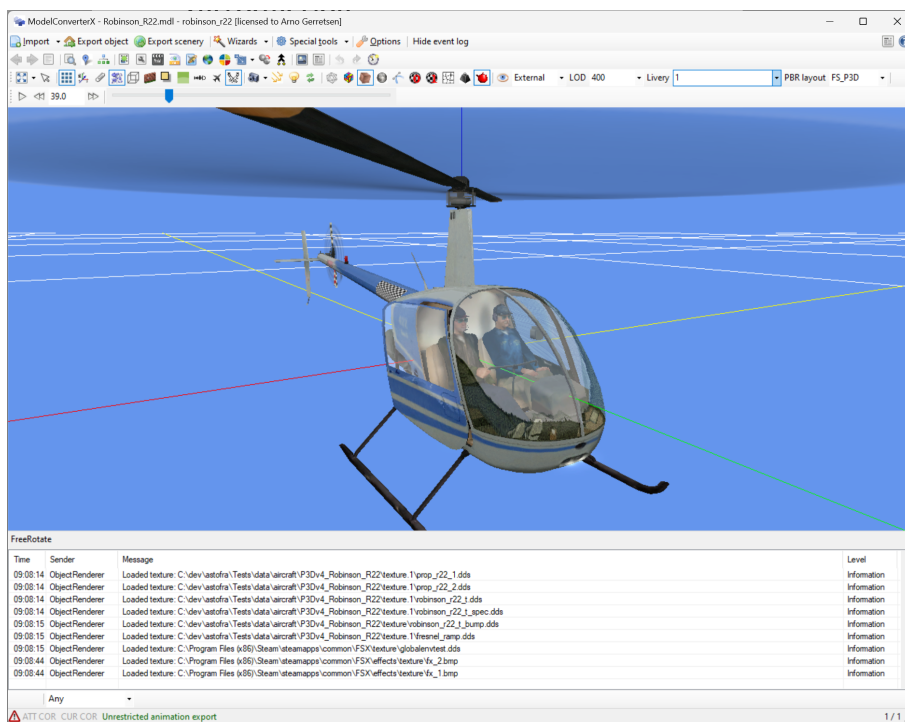 ModelConverterX - Robinson_R22.mdl - robinson_r22 [licensed to Arno Gerretsen]
Import Export object Export scenery Wizards Special tools Options Hide event log
External LOD 400 Livery 1 PBR layout FS_P3D
39.0
FreeRotate
Time Sender Message Level
09:08:14 ObjectRenderer Loaded texture: C:\dev\astofra\Tests\data\aircraft\P3Dv4_Robinson_R22\texture.1\prop_r22_1.dds Information
09:08:14 ObjectRenderer Loaded texture: C:\dev\astofra\Tests\data\aircraft\P3Dv4_Robinson_R22\texture.1\prop_r22_2.dds Information
09:08:14 ObjectRenderer Loaded texture: C:\dev\astofra\Tests\data\aircraft\P3Dv4_Robinson_R22\texture.1\robinson_r22_t.dds Information
09:08:14 ObjectRenderer Loaded texture: C:\dev\astofra\Tests\data\aircraft\P3Dv4_Robinson_R22\texture.1\robinson_r22_t_spec.dds Information
09:08:15 ObjectRenderer Loaded texture: C:\dev\astofra\Tests\data\aircraft\P3Dv4_Robinson_R22\texture\robinson_r22_t_bump.dds Information
09:08:15 ObjectRenderer Loaded texture: C:\dev\astofra\Tests\data\aircraft\P3Dv4_Robinson_R22\texture.1\fresnel_ramp.dds Information
09:08:15 ObjectRenderer Loaded texture: C:\Program Files (x86)\Steam\steamapps\common\FSX\texture\globalenvtest.dds Information
09:08:44 ObjectRenderer Loaded texture: C:\Program Files (x86)\Steam\steamapps\common\FSX\effects\texture\fx_2.bmp Information
09:08:44 ObjectRenderer Loaded texture: C:\Program Files (x86)\Steam\steamapps\common\FSX\effects\texture\fx_1.bmp Information
Any
ATT COR CUR COR Unrestricted animation export 1 / 1